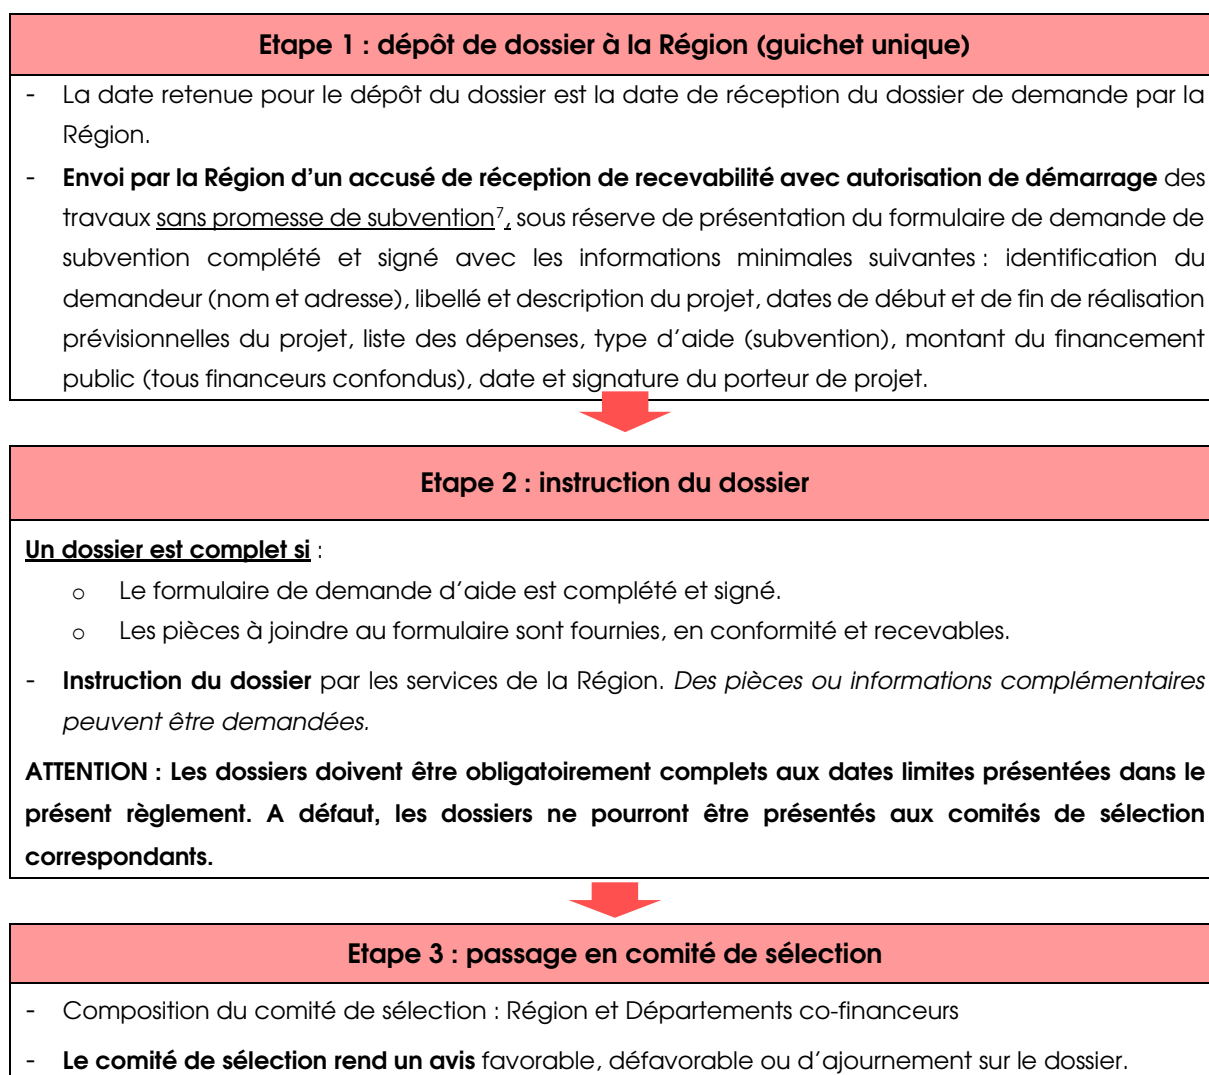 Etape 1 : dépôt de dossier à la Région (guichet unique)
- La date retenue pour le dépôt du dossier est la date de réception du dossier de demande par la
Région.
- Envoi par la Région d’un accusé de réception de recevabilité avec autorisation de démarrage des
travaux sans promesse de subvention7, sous réserve de présentation du formulaire de demande de
subvention complété et signé avec les informations minimales suivantes : identification du
demandeur (nom et adresse), libellé et description du projet, dates de début et de fin de réalisation
prévisionnelles du projet, liste des dépenses, type d’aide (subvention), montant du financement
public (tous financeurs confondus), date et signature du porteur de projet.
Etape 2 : instruction du dossier
Un dossier est complet si :
o Le formulaire de demande d’aide est complété et signé.
o Les pièces à joindre au formulaire sont fournies, en conformité et recevables.
- Instruction du dossier par les services de la Région. Des pièces ou informations complémentaires
peuvent être demandées.
ATTENTION : Les dossiers doivent être obligatoirement complets aux dates limites présentées dans le
présent règlement. A défaut, les dossiers ne pourront être présentés aux comités de sélection
correspondants.
Etape 3 : passage en comité de sélection
- Composition du comité de sélection : Région et Départements co-financeurs
- Le comité de sélection rend un avis favorable, défavorable ou d’ajournement sur le dossier.